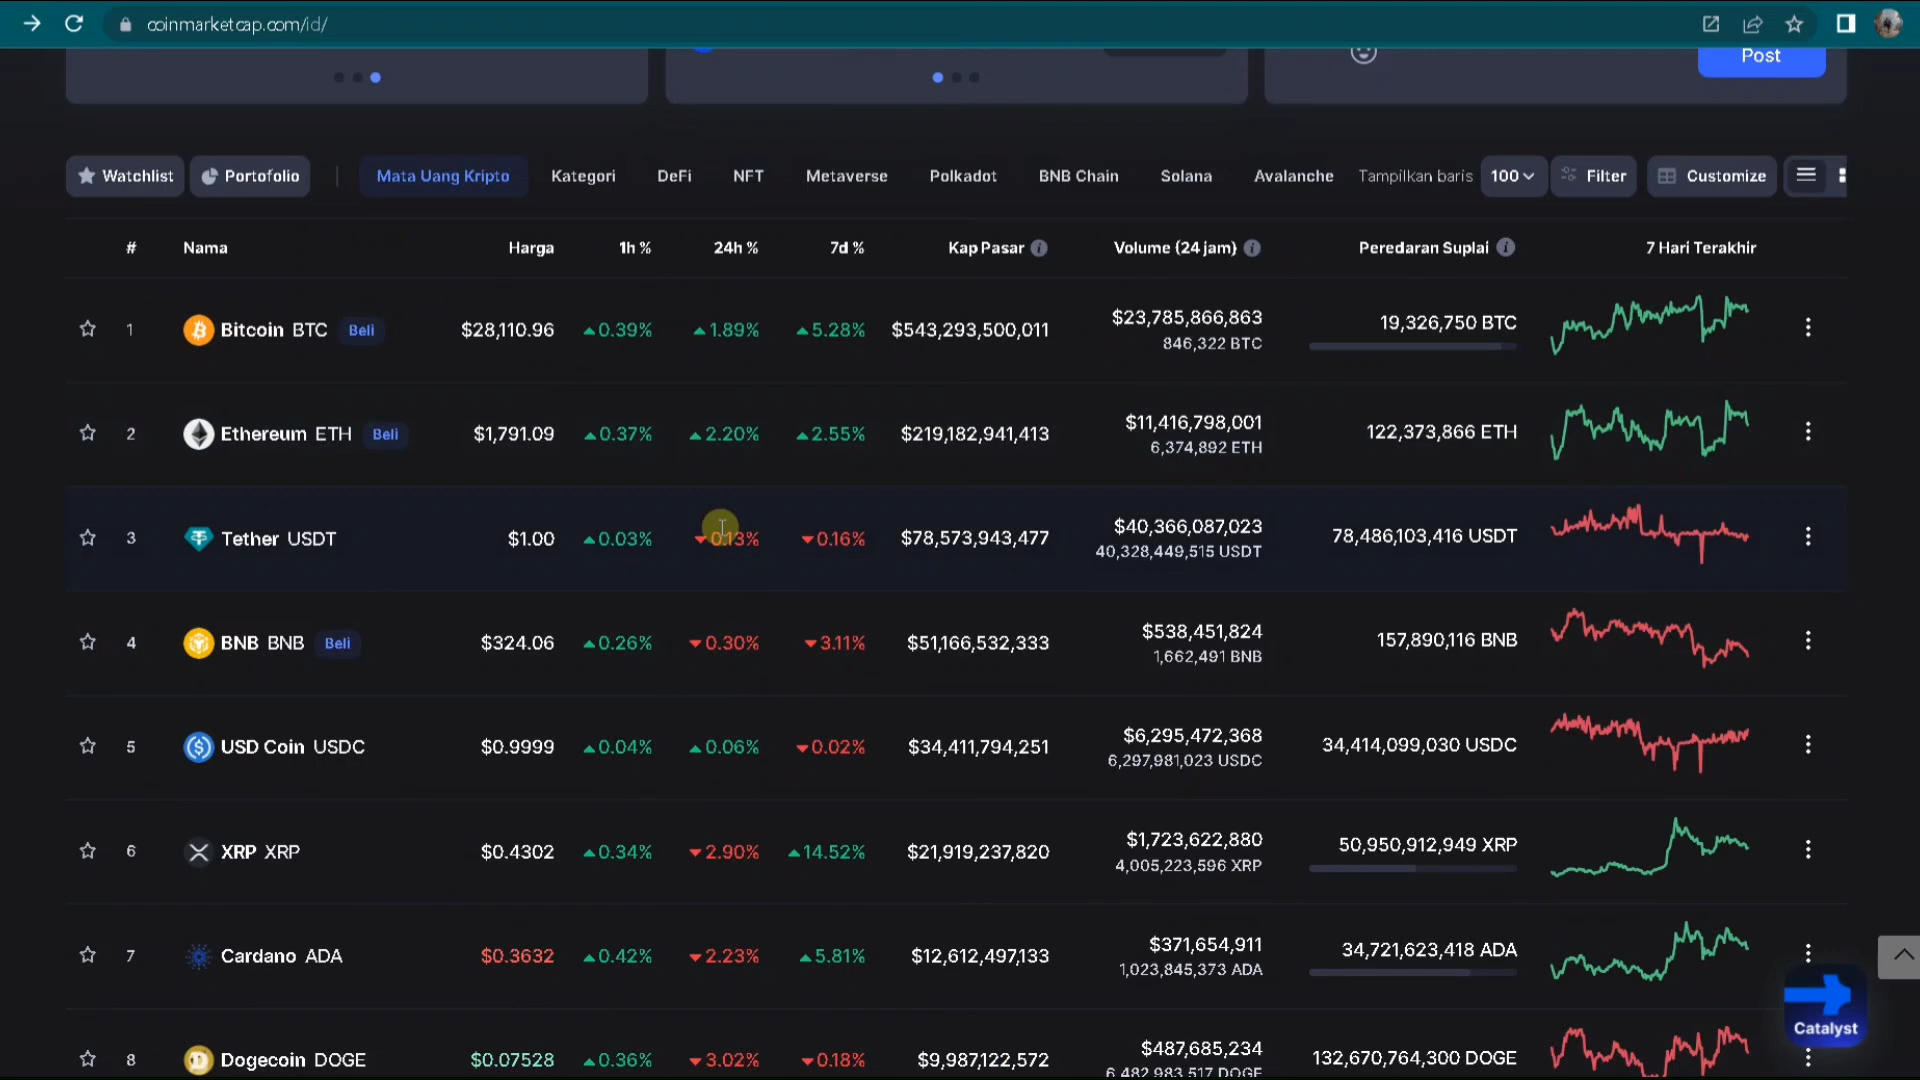 coinmarketcap.com/id/
Post
Watchlist Portofolio Mata Uang Kripto Kategori DeFi NFT Metaverse Polkadot BNB Chain Solana Avalanche Tampilkan baris 100 Filter Customize
# Nama Harga 1h % 24h % 7d % Kap Pasar Volume (24 jam) Peredaran Suplai 7 Hari Terakhir
1 Bitcoin BTC Beli $28,110.96 0.39% 1.89% 5.28% $543,293,500,011 $23,785,866,863 19,326,750 BTC
846,322 BTC
2 Ethereum ETH Beli $1,791.09 0.37% 2.20% 2.55% $219,182,941,413 $11,416,798,001 122,373,866 ETH
6,374,892 ETH
3 Tether USDT $1.00 0.03% 0.13% 0.16% $78,573,943,477 $40,366,087,023 78,486,103,416 USDT
40,328,449,515 USDT
4 BNB BNB Beli $324.06 0.26% 0.30% 3.11% $51,166,532,333 $538,451,824 157,890,116 BNB
1,662,491 BNB
5 USD Coin USDC $0.9999 0.04% 0.06% 0.02% $34,411,794,251 $6,295,472,368 34,414,099,030 USDC
6,297,981,023 USDC
6 XRP XRP $0.4302 0.34% 2.90% 14.52% $21,919,237,820 $1,723,622,880 50,950,912,949 XRP
4,005,223,596 XRP
7 Cardano ADA $0.3632 0.42% 2.23% 5.81% $12,612,497,133 $371,654,911 34,721,623,418 ADA
1,023,845,373 ADA
Catalyst
8 Dogecoin DOGE $0.07528 0.36% 3.02% 0.18% $9,987,122,572 $487,685,234 132,670,764,300 DOGE
6,482,983,517 DOGE